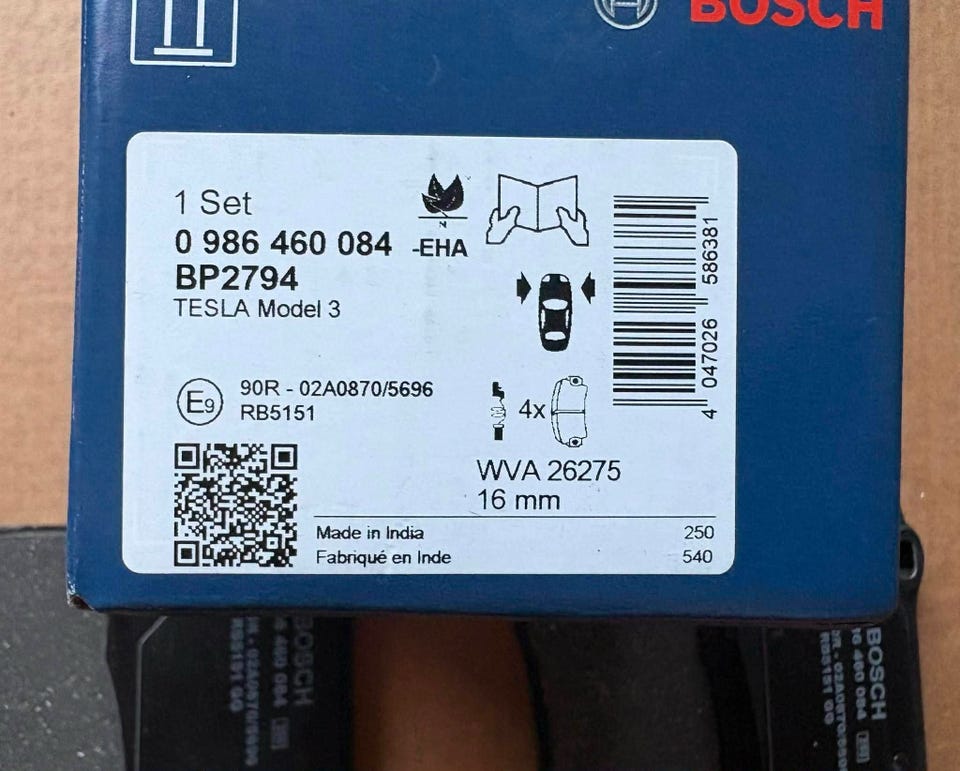 BOSCH
1 Set
0 986 460 084 -EHA
BP2794
TESLA Model 3
E9
90R - 02A0870/5696
RB5151
4x
WVA 26275
16 mm
Made in India 250
Fabriqué en Inde 540
4 047026 586381
BOSCH
BOSCH